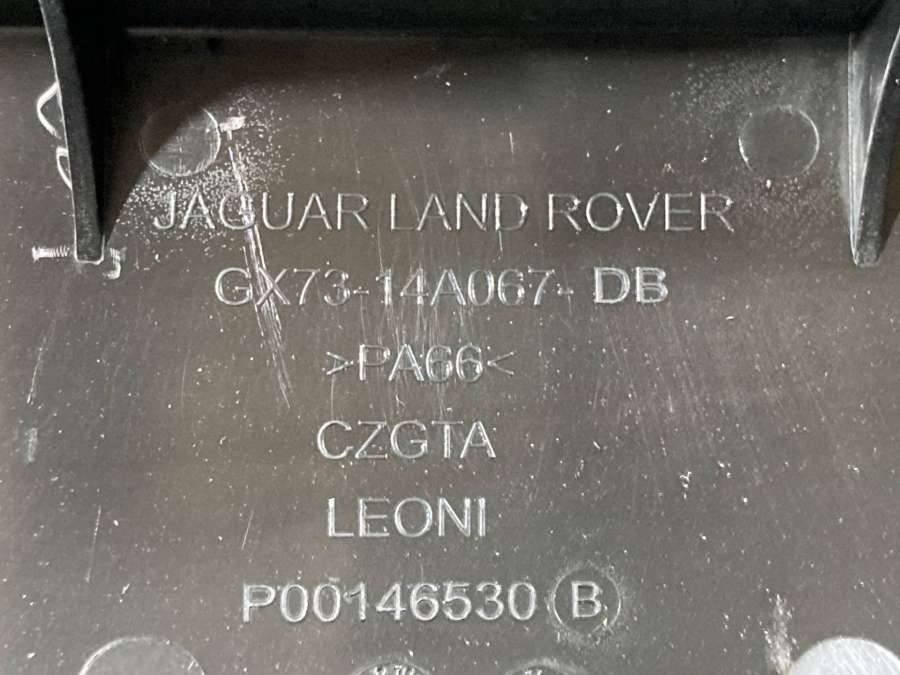 JAGUAR LAND ROVER
GX73-14A067- DB
>PA66<
CZGTA
LEONI
P00146530 B